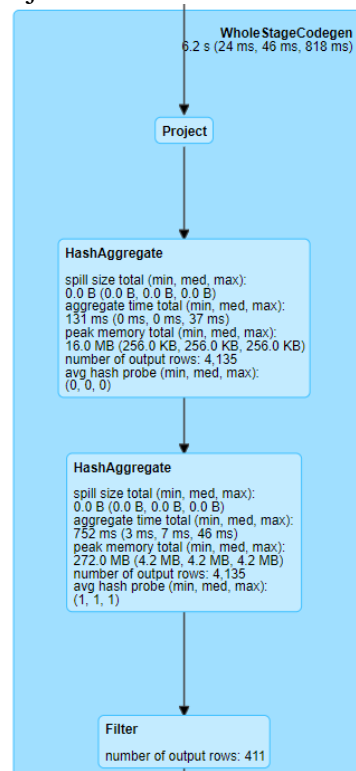 WholeStageCodegen
6.2 s (24 ms, 46 ms, 818 ms)
Project
HashAggregate
spill size total (min, med, max):
0.0 B (0.0 B, 0.0 B, 0.0 B)
aggregate time total (min, med, max):
131 ms (0 ms, 0 ms, 37 ms)
peak memory total (min, med, max):
16.0 MB (256.0 KB, 256.0 KB, 256.0 KB)
number of output rows: 4,135
avg hash probe (min, med, max):
(0, 0, 0)
HashAggregate
spill size total (min, med, max):
0.0 B (0.0 B, 0.0 B, 0.0 B)
aggregate time total (min, med, max):
752 ms (3 ms, 7 ms, 46 ms)
peak memory total (min, med, max):
272.0 MB (4.2 MB, 4.2 MB, 4.2 MB)
number of output rows: 4,135
avg hash probe (min, med, max):
(1, 1, 1)
Filter
number of output rows: 411